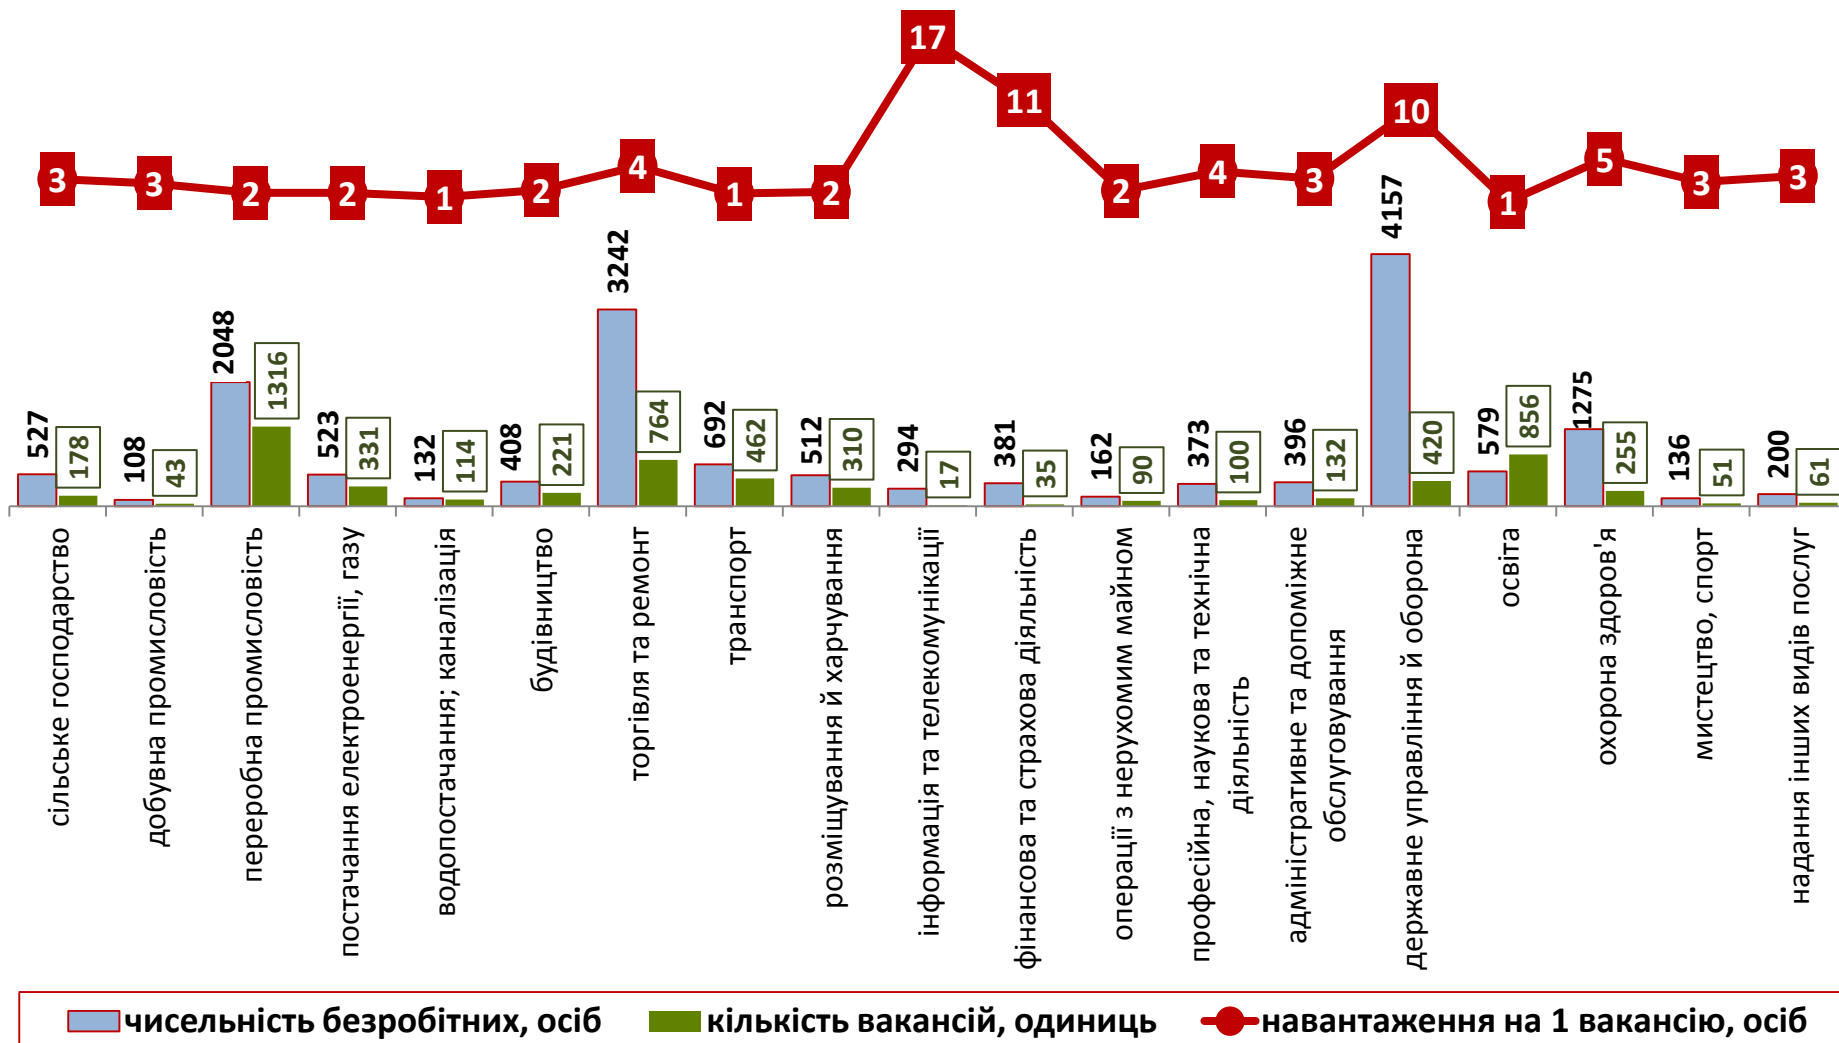 17
11
10
3
3
2
2
1
2
4
1
2
2
4
3
1
5
3
3
527
178
108
43
2048
1316
523
331
132
114
408
221
3242
764
692
462
512
310
294
17
381
35
162
90
373
100
396
132
4157
420
579
856
1275
255
136
51
200
61
сільське господарство
добувна промисловість
переробна промисловість
постачання електроенергії, газу
водопостачання; каналізація
будівництво
торгівля та ремонт
транспорт
розміщування й харчування
інформація та телекомунікації
фінансова та страхова діяльність
операції з нерухомим майном
професійна, наукова та технічна
діяльність
адміністративне та допоміжне
обслуговування
державне управління й оборона
освіта
охорона здоров'я
мистецтво, спорт
надання інших видів послуг
чисельність безробітних, осіб
кількість вакансій, одиниць
навантаження на 1 вакансію, осіб